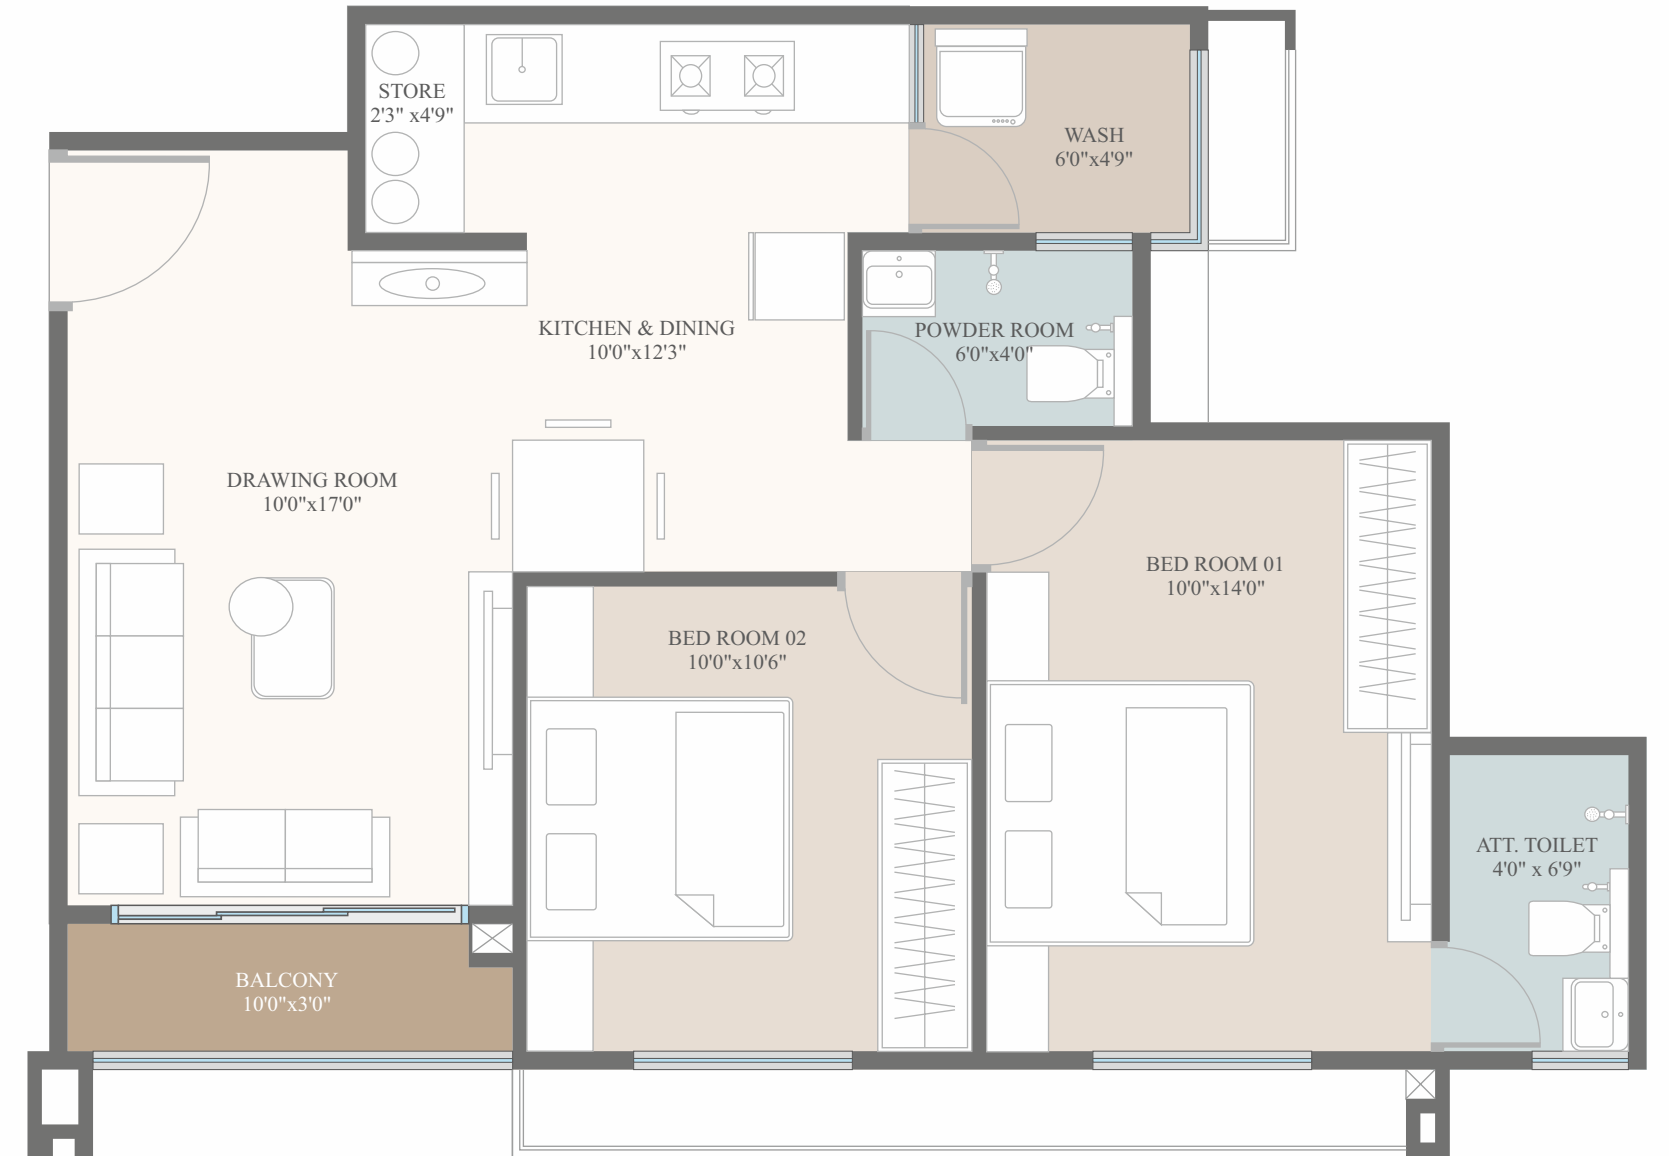 STORE
2'3" x4'9"
WASH
6'0"x4'9"
KITCHEN & DINING
10'0"x12'3"
POWDER ROOM
6'0"x4'0"
DRAWING ROOM
10'0"x17'0"
BED ROOM 01
10'0"x14'0"
BED ROOM 02
10'0"x10'6"
ATT. TOILET
4'0" x 6'9"
BALCONY
10'0"x3'0"